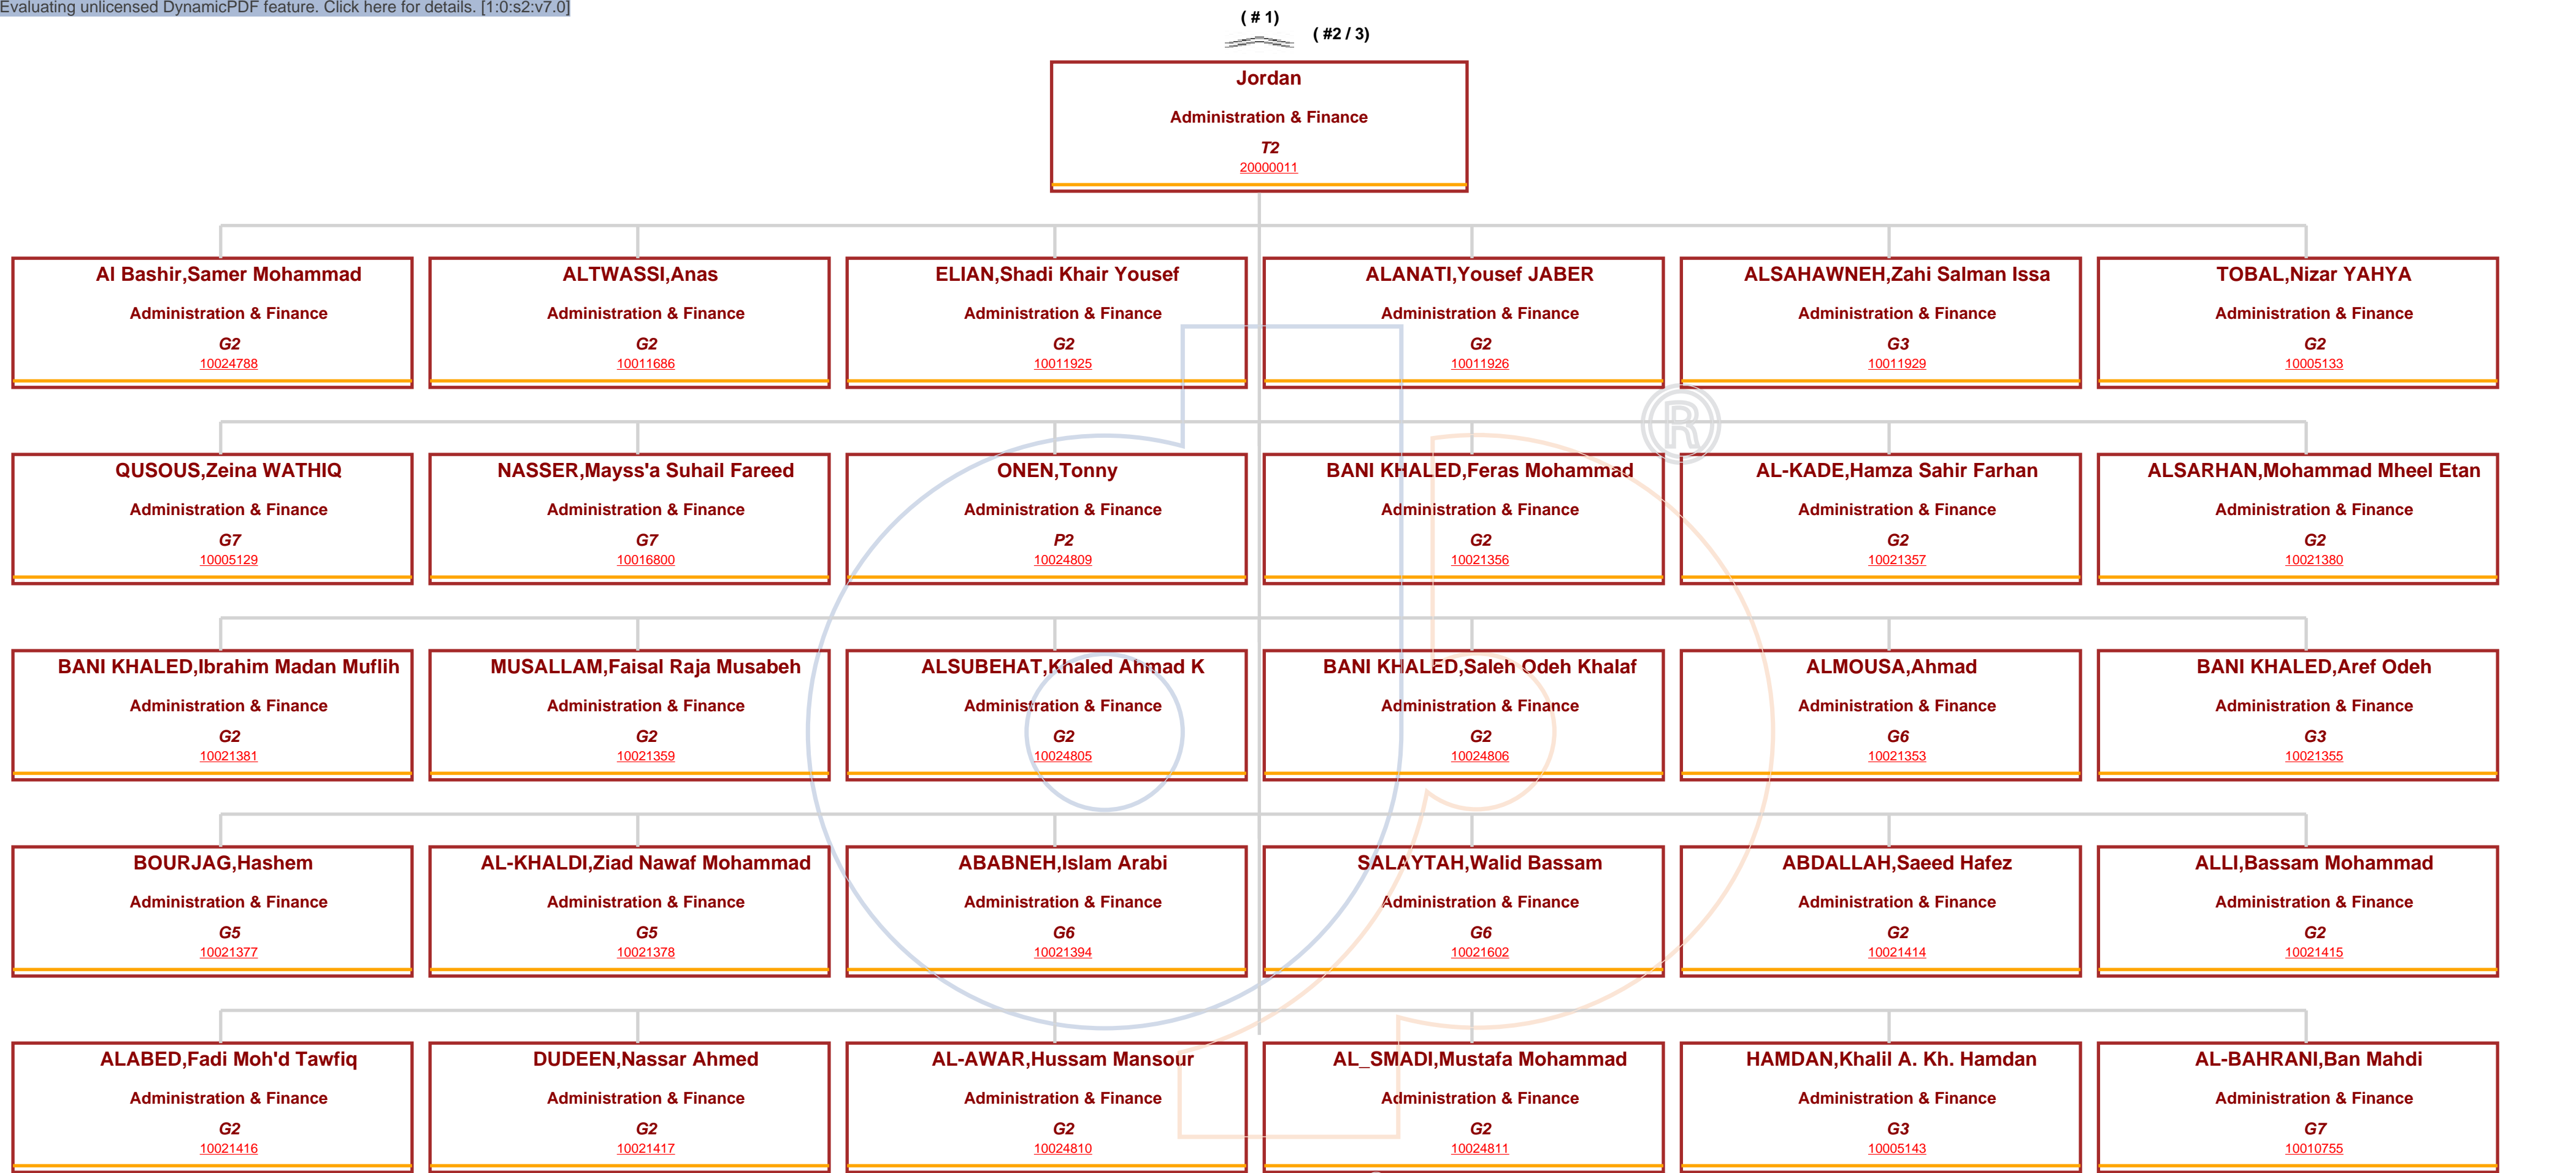 Evaluating unlicensed DynamicPDF feature. Click here for details. [1:0:s2:v7.0]
( # 1)
( #2 / 3)
Jordan
Administration & Finance
T2
20000011
Al Bashir,Samer Mohammad
Administration & Finance
G2
10024788
ALTWASSI,Anas
Administration & Finance
G2
10011686
ELIAN,Shadi Khair Yousef
Administration & Finance
G2
10011925
ALANATI,Yousef JABER
Administration & Finance
G2
10011926
ALSAHAWNEH,Zahi Salman Issa
Administration & Finance
G3
10011929
TOBAL,Nizar YAHYA
Administration & Finance
G2
10005133
QUSOUS,Zeina WATHIQ
Administration & Finance
G7
10005129
NASSER,Mayss'a Suhail Fareed
Administration & Finance
G7
10016800
ONEN,Tonny
Administration & Finance
P2
10024809
BANI KHALED,Feras Mohammad
Administration & Finance
G2
10021356
AL-KADE,Hamza Sahir Farhan
Administration & Finance
G2
10021357
ALSARHAN,Mohammad Mheel Etan
Administration & Finance
G2
10021380
BANI KHALED,Ibrahim Madan Muflih
Administration & Finance
G2
10021381
MUSALLAM,Faisal Raja Musabeh
Administration & Finance
G2
10021359
ALSUBEHAT,Khaled Ahmad K
Administration & Finance
G2
10024805
BANI KHALED,Saleh Odeh Khalaf
Administration & Finance
G2
10024806
ALMOUSA,Ahmad
Administration & Finance
G6
10021353
BANI KHALED,Aref Odeh
Administration & Finance
G3
10021355
BOURJAG,Hashem
Administration & Finance
G5
10021377
AL-KHALDI,Ziad Nawaf Mohammad
Administration & Finance
G5
10021378
ABABNEH,Islam Arabi
Administration & Finance
G6
10021394
SALAYTAH,Walid Bassam
Administration & Finance
G6
10021602
ABDALLAH,Saeed Hafez
Administration & Finance
G2
10021414
ALLI,Bassam Mohammad
Administration & Finance
G2
10021415
ALABED,Fadi Moh'd Tawfiq
Administration & Finance
G2
10021416
DUDEEN,Nassar Ahmed
Administration & Finance
G2
10021417
AL-AWAR,Hussam Mansour
Administration & Finance
G2
10024810
AL_SMADI,Mustafa Mohammad
Administration & Finance
G2
10024811
HAMDAN,Khalil A. Kh. Hamdan
Administration & Finance
G3
10005143
AL-BAHRANI,Ban Mahdi
Administration & Finance
G7
10010755
®